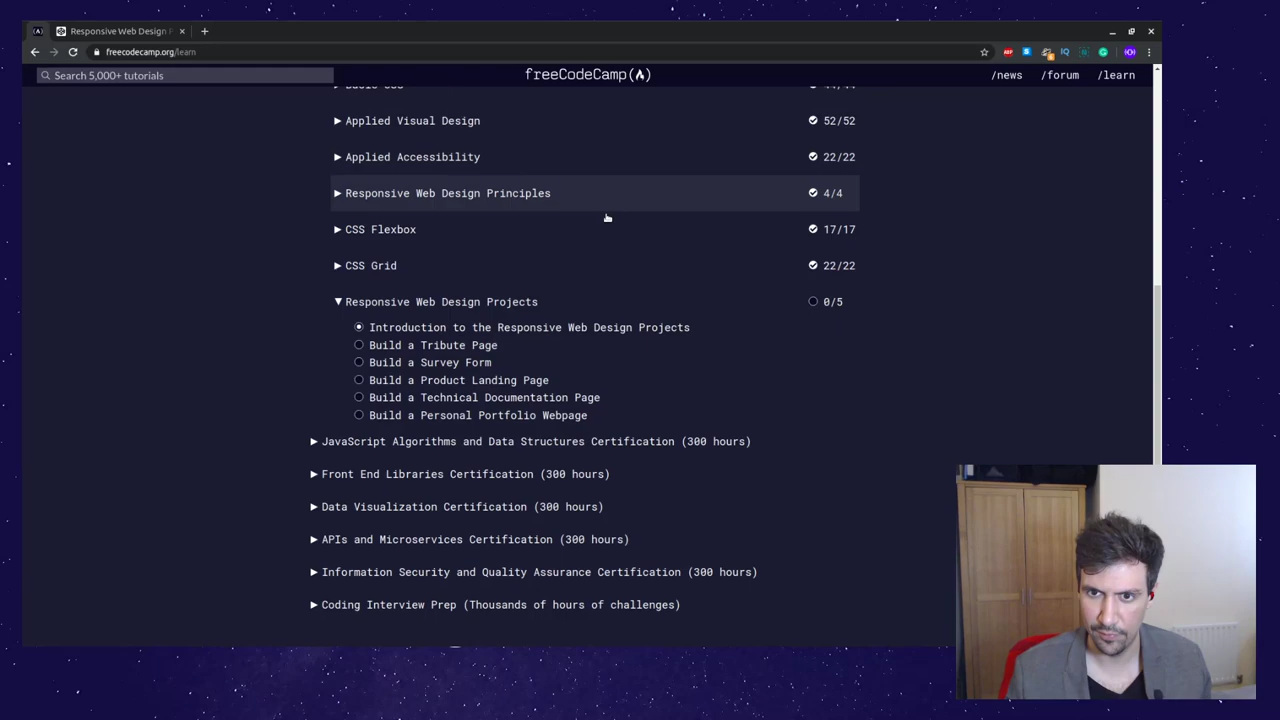 Responsive Web Design P
freecodecamp.org/learn
Search 5,000+ tutorials
freeCodeCamp
/news
/forum
/learn
Applied Visual Design
52/52
Applied Accessibility
22/22
Responsive Web Design Principles
4/4
CSS Flexbox
17/17
CSS Grid
22/22
Responsive Web Design Projects
0/5
Introduction to the Responsive Web Design Projects
Build a Tribute Page
Build a Survey Form
Build a Product Landing Page
Build a Technical Documentation Page
Build a Personal Portfolio Webpage
JavaScript Algorithms and Data Structures Certification (300 hours)
Front End Libraries Certification (300 hours)
Data Visualization Certification (300 hours)
APIs and Microservices Certification (300 hours)
Information Security and Quality Assurance Certification (300 hours)
Coding Interview Prep (Thousands of hours of challenges)